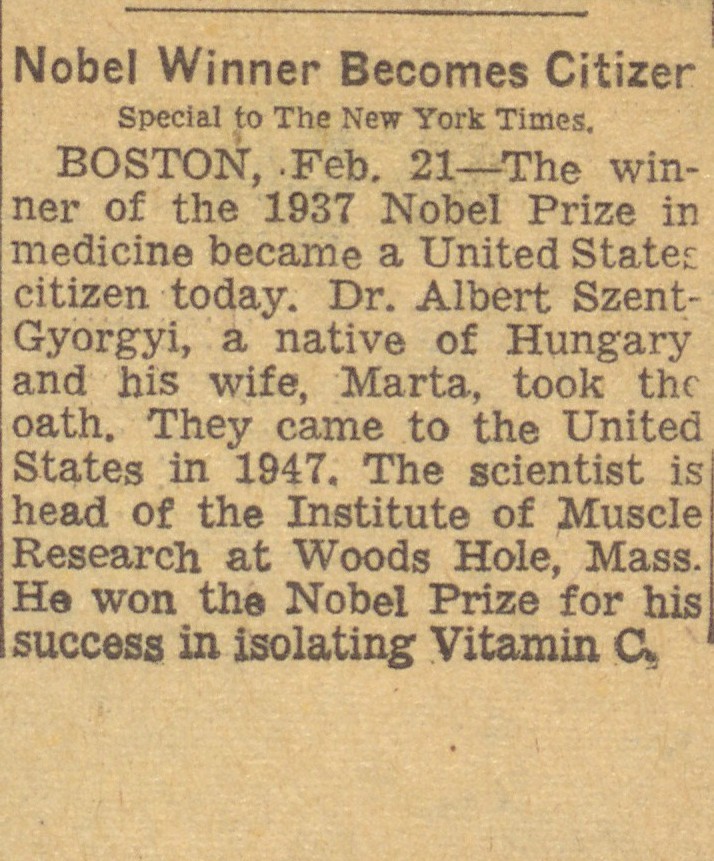 Nobel Winner Becomes Citizen
Special to The New York Times.
BOSTON, Feb. 21—The win-
ner of the 1937 Nobel Prize in
medicine became a United States
citizen today. Dr. Albert Szent-
Gyorgyi, a native of Hungary
and his wife, Marta, took the
oath. They came to the United
States in 1947. The scientist is
head of the Institute of Muscle
Research at Woods Hole, Mass.
He won the Nobel Prize for his
success in isolating Vitamin C.